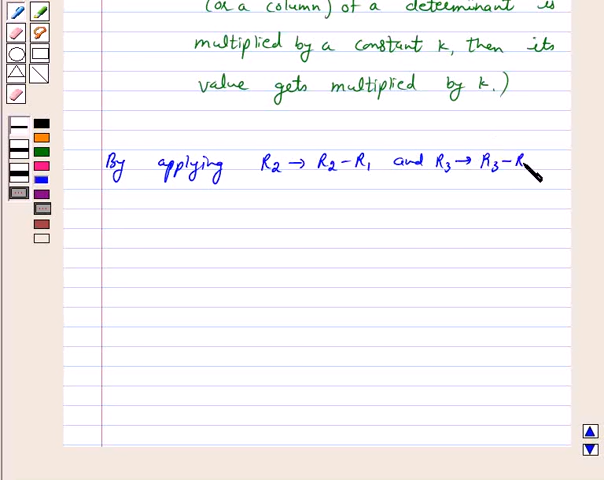 (or a column) of a determinant is
multiplied by a constant k, then its
value gets multiplied by k.)
By applying R₂ → R₂ – R₁ and R₃ → R₃ – R